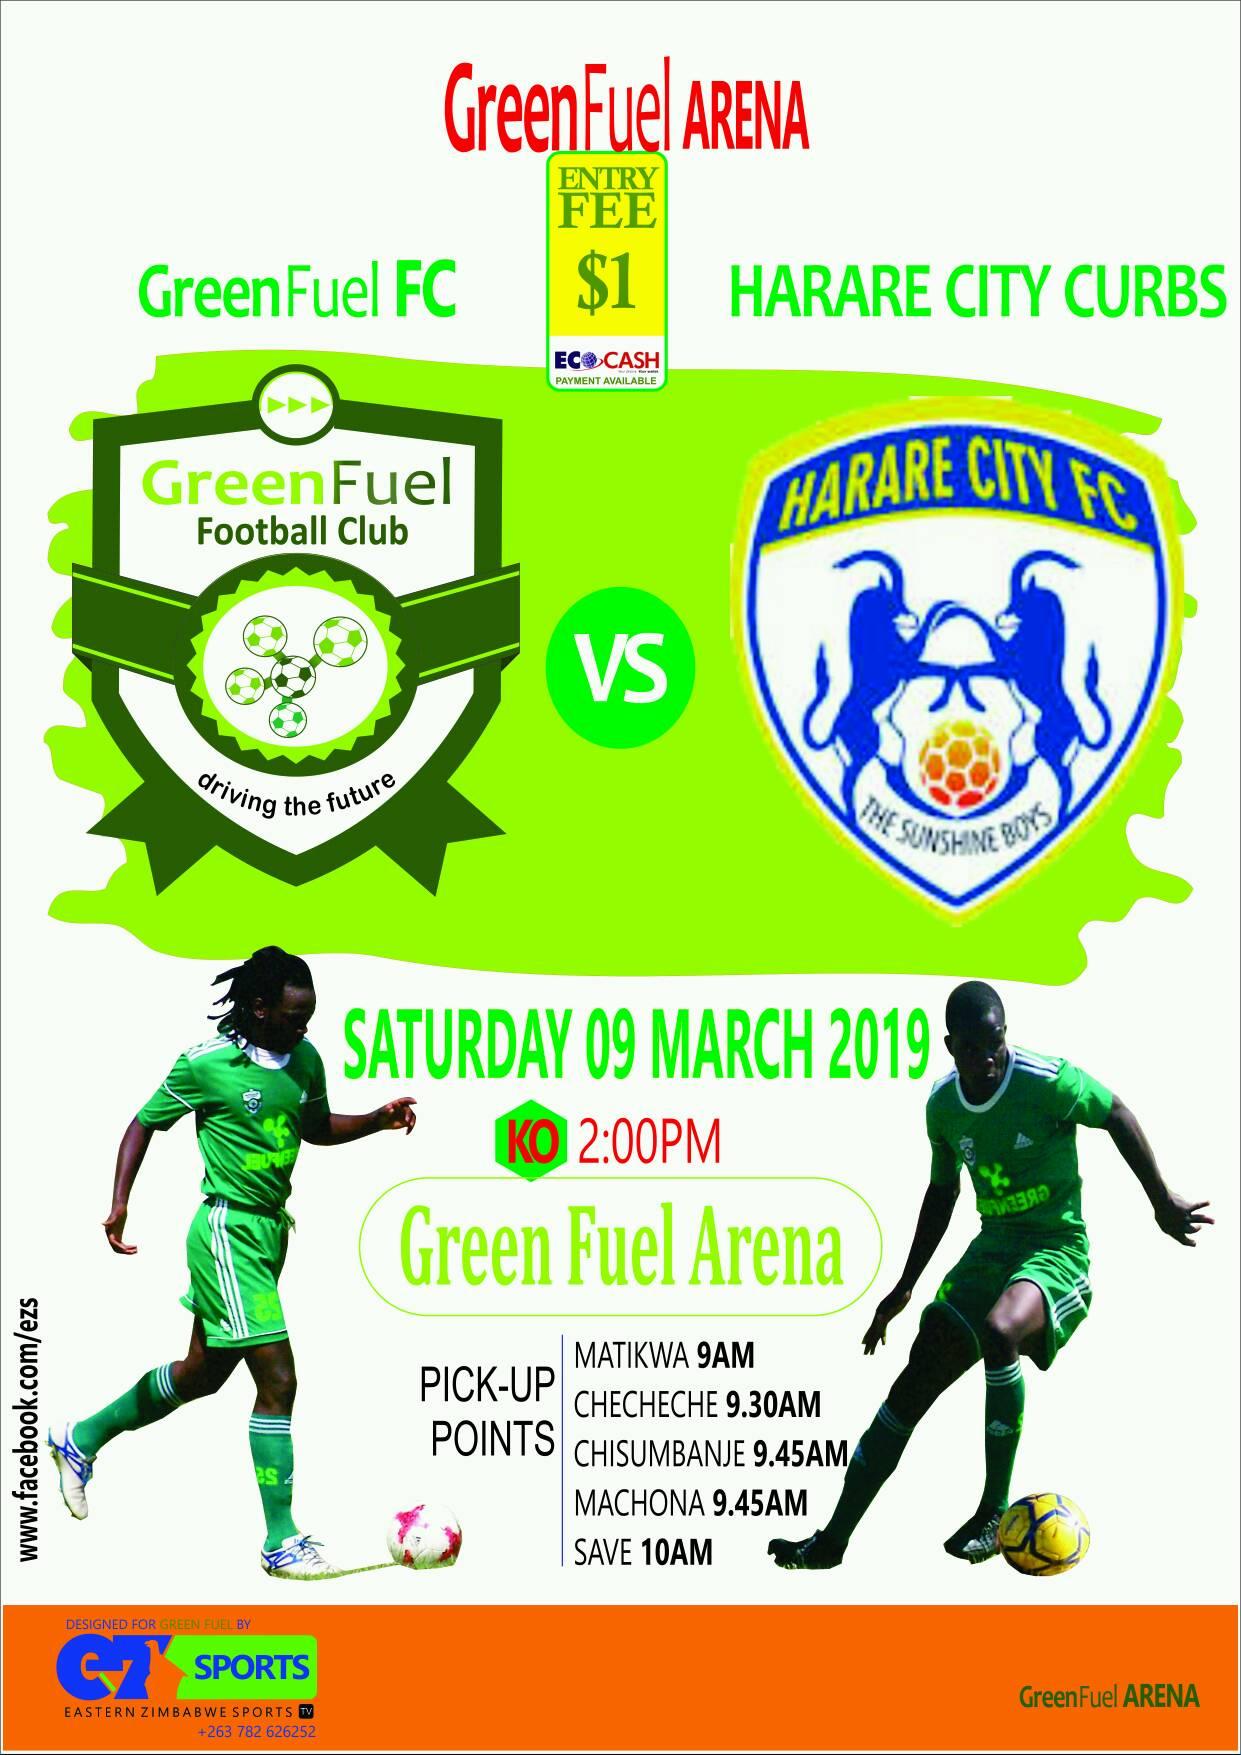 GreenFuel ARENA
ENTRY
FEE
$1
ECOCASH
PAYMENT AVAILABLE
GreenFuel FC
HARARE CITY CURBS
GreenFuel
Football Club
driving the future
VS
HARARE CITY FC
THE SUNSHINE BOYS
SATURDAY 09 MARCH 2019
KO 2:00PM
Green Fuel Arena
PICK-UP
POINTS
MATIKWA 9AM
CHECHECHE 9.30AM
CHISUMBANJE 9.45AM
MACHONA 9.45AM
SAVE 10AM
www.facebook.com/ezs
DESIGNED FOR GREEN FUEL BY
ez SPORTS
EASTERN ZIMBABWE SPORTS TV
+263 782 626252
GreenFuel ARENA